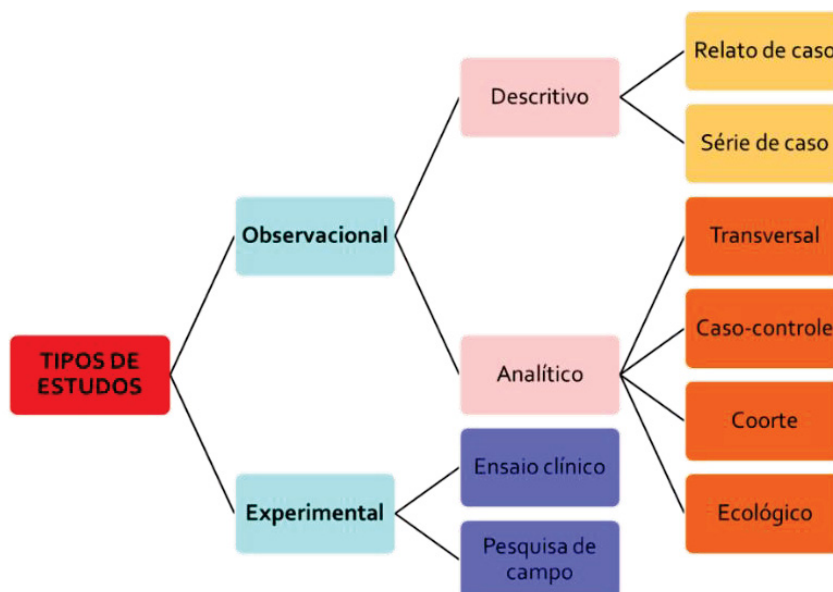 TIPOS DE
ESTUDOS
Observacional
Descritivo
Relato de caso
Série de caso
Analítico
Transversal
Caso-controle
Coorte
Ecológico
Experimental
Ensaio clínico
Pesquisa de
campo